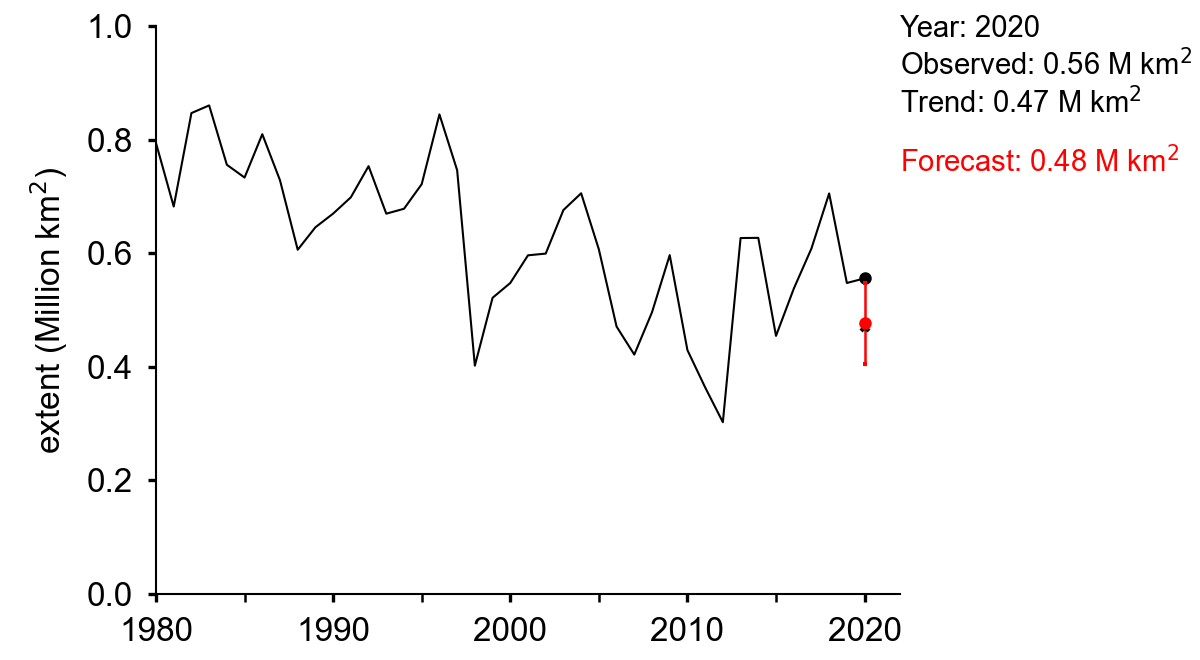 Year: 2020
Observed: 0.56 M km²
Trend: 0.47 M km²
Forecast: 0.48 M km²
extent (Million km²)
1.0
0.8
0.6
0.4
0.2
0.0
1980 1990 2000 2010 2020